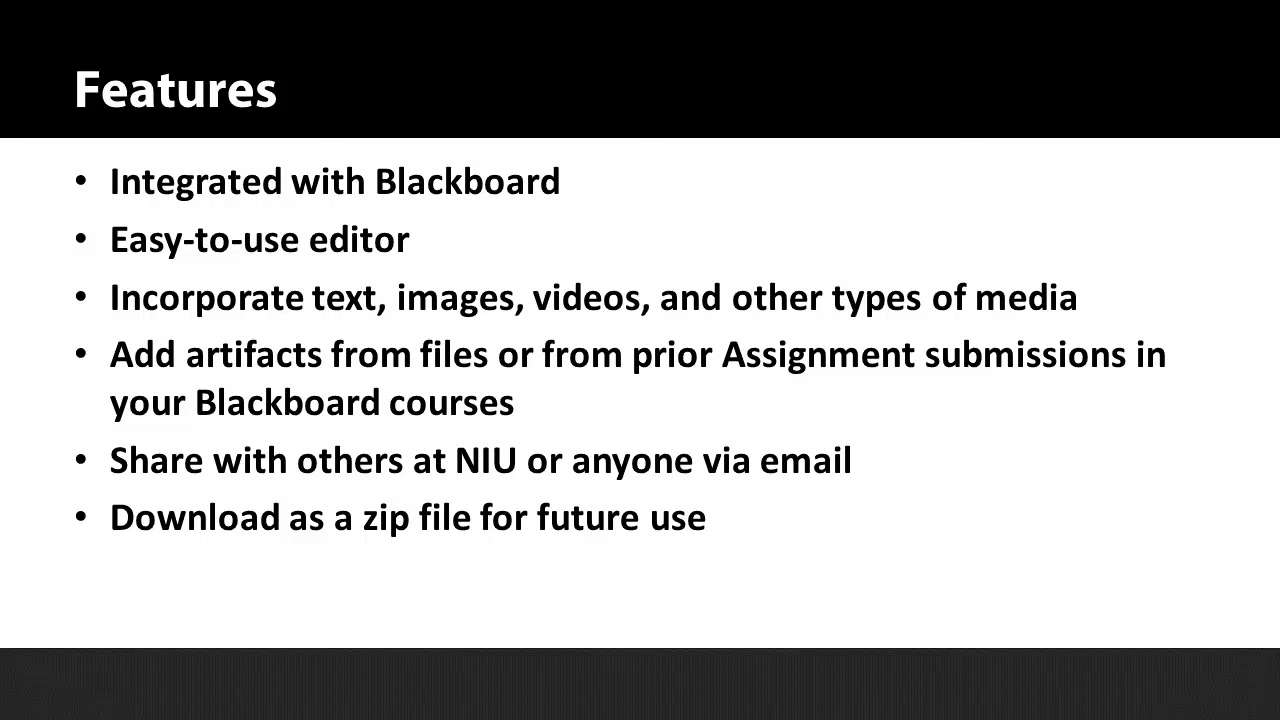 Features
• Integrated with Blackboard
• Easy-to-use editor
• Incorporate text, images, videos, and other types of media
• Add artifacts from files or from prior Assignment submissions in
your Blackboard courses
• Share with others at NIU or anyone via email
• Download as a zip file for future use